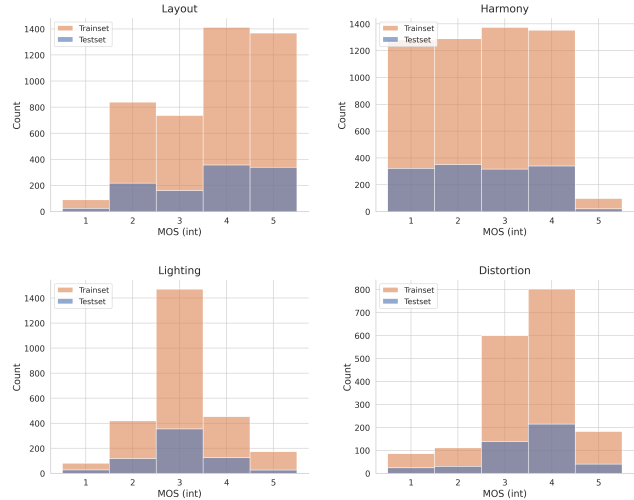 Layout
1400
1200
1000
800
600
400
200
0
Count
Trainset
Testset
1 2 3 4 5
MOS (int)
Harmony
1400
1200
1000
800
600
400
200
0
Count
Trainset
Testset
1 2 3 4 5
MOS (int)
Lighting
1400
1200
1000
800
600
400
200
0
Count
Trainset
Testset
1 2 3 4 5
MOS (int)
Distortion
800
700
600
500
400
300
200
100
0
Count
Trainset
Testset
1 2 3 4 5
MOS (int)